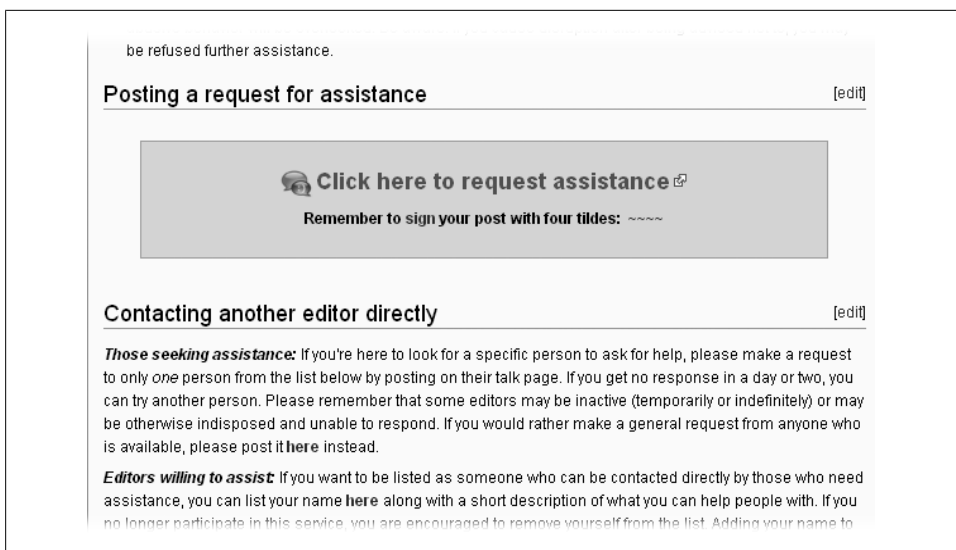 be refused further assistance.
Posting a request for assistance [edit]
Click here to request assistance
Remember to sign your post with four tildes: ~~~~
Contacting another editor directly [edit]
Those seeking assistance: If you're here to look for a specific person to ask for help, please make a request
to only one person from the list below by posting on their talk page. If you get no response in a day or two, you
can try another person. Please remember that some editors may be inactive (temporarily or indefinitely) or may
be otherwise indisposed and unable to respond. If you would rather make a general request from anyone who
is available, please post it here instead.
Editors willing to assist: If you want to be listed as someone who can be contacted directly by those who need
assistance, you can list your name here along with a short description of what you can help people with. If you
no longer participate in this service, you are encouraged to remove yourself from the list. Adding your name to